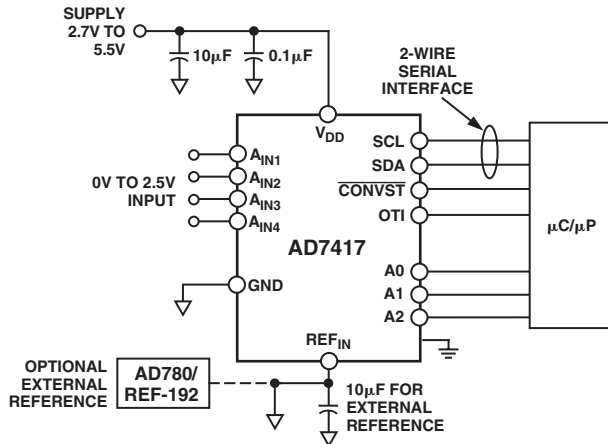 SUPPLY
2.7V TO
5.5V
10μF
0.1μF
2-WIRE
SERIAL
INTERFACE
VDD
AIN1
AIN2
AIN3
AIN4
0V TO 2.5V
INPUT
GND
AD7417
SCL
SDA
CONVST
OTI
A0
A1
A2
μC/μP
REFIN
OPTIONAL
EXTERNAL
REFERENCE
AD780/
REF-192
10μF FOR
EXTERNAL
REFERENCE